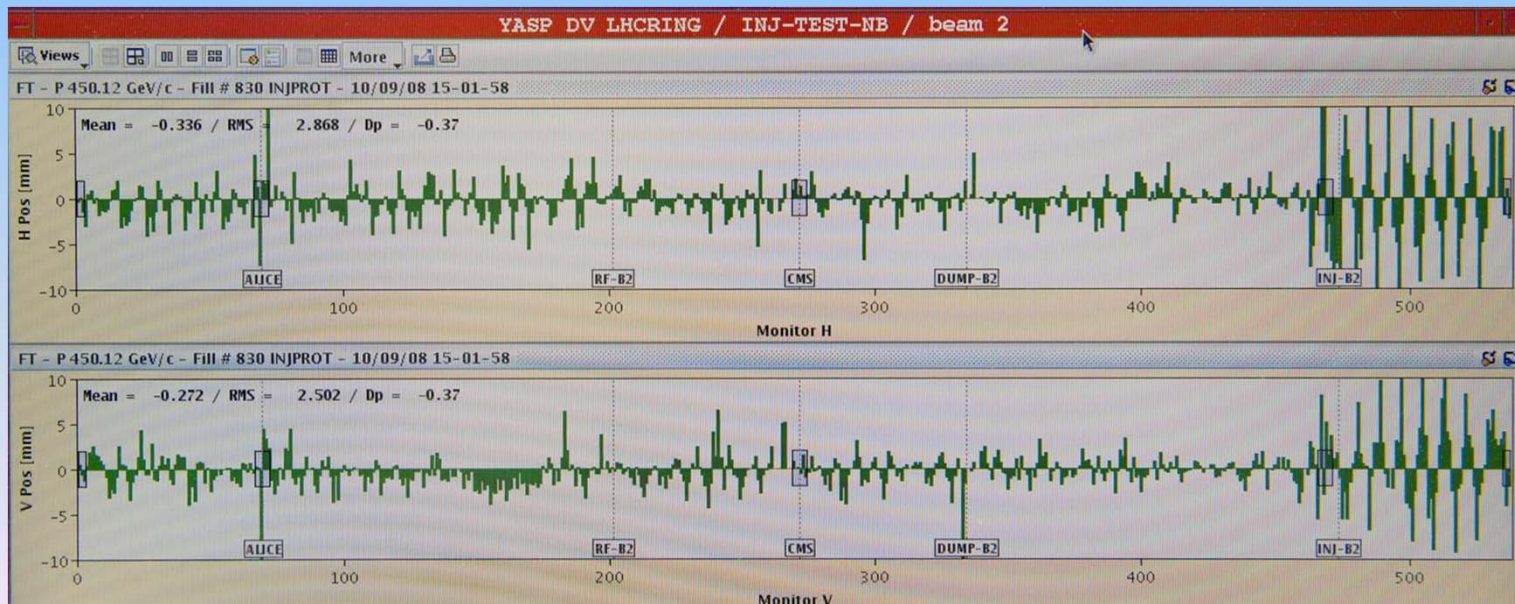 YASP DV LHCRING / INJ-TEST-NB / beam 2
Views More
FT - P 450.12 GeV/c - Fill # 830 INJPROT - 10/09/08 15-01-58
Mean = -0.336 / RMS = 2.868 / Dp = -0.37
H Pos [mm]
10
5
0
-5
-10
ALICE RF-B2 CMS DUMP-B2 INJ-B2
0 100 200 300 400 500
Monitor H
FT - P 450.12 GeV/c - Fill # 830 INJPROT - 10/09/08 15-01-58
Mean = -0.272 / RMS = 2.502 / Dp = -0.37
V Pos [mm]
10
5
0
-5
-10
ALICE RF-B2 CMS DUMP-B2 INJ-B2
0 100 200 300 400 500
Monitor V